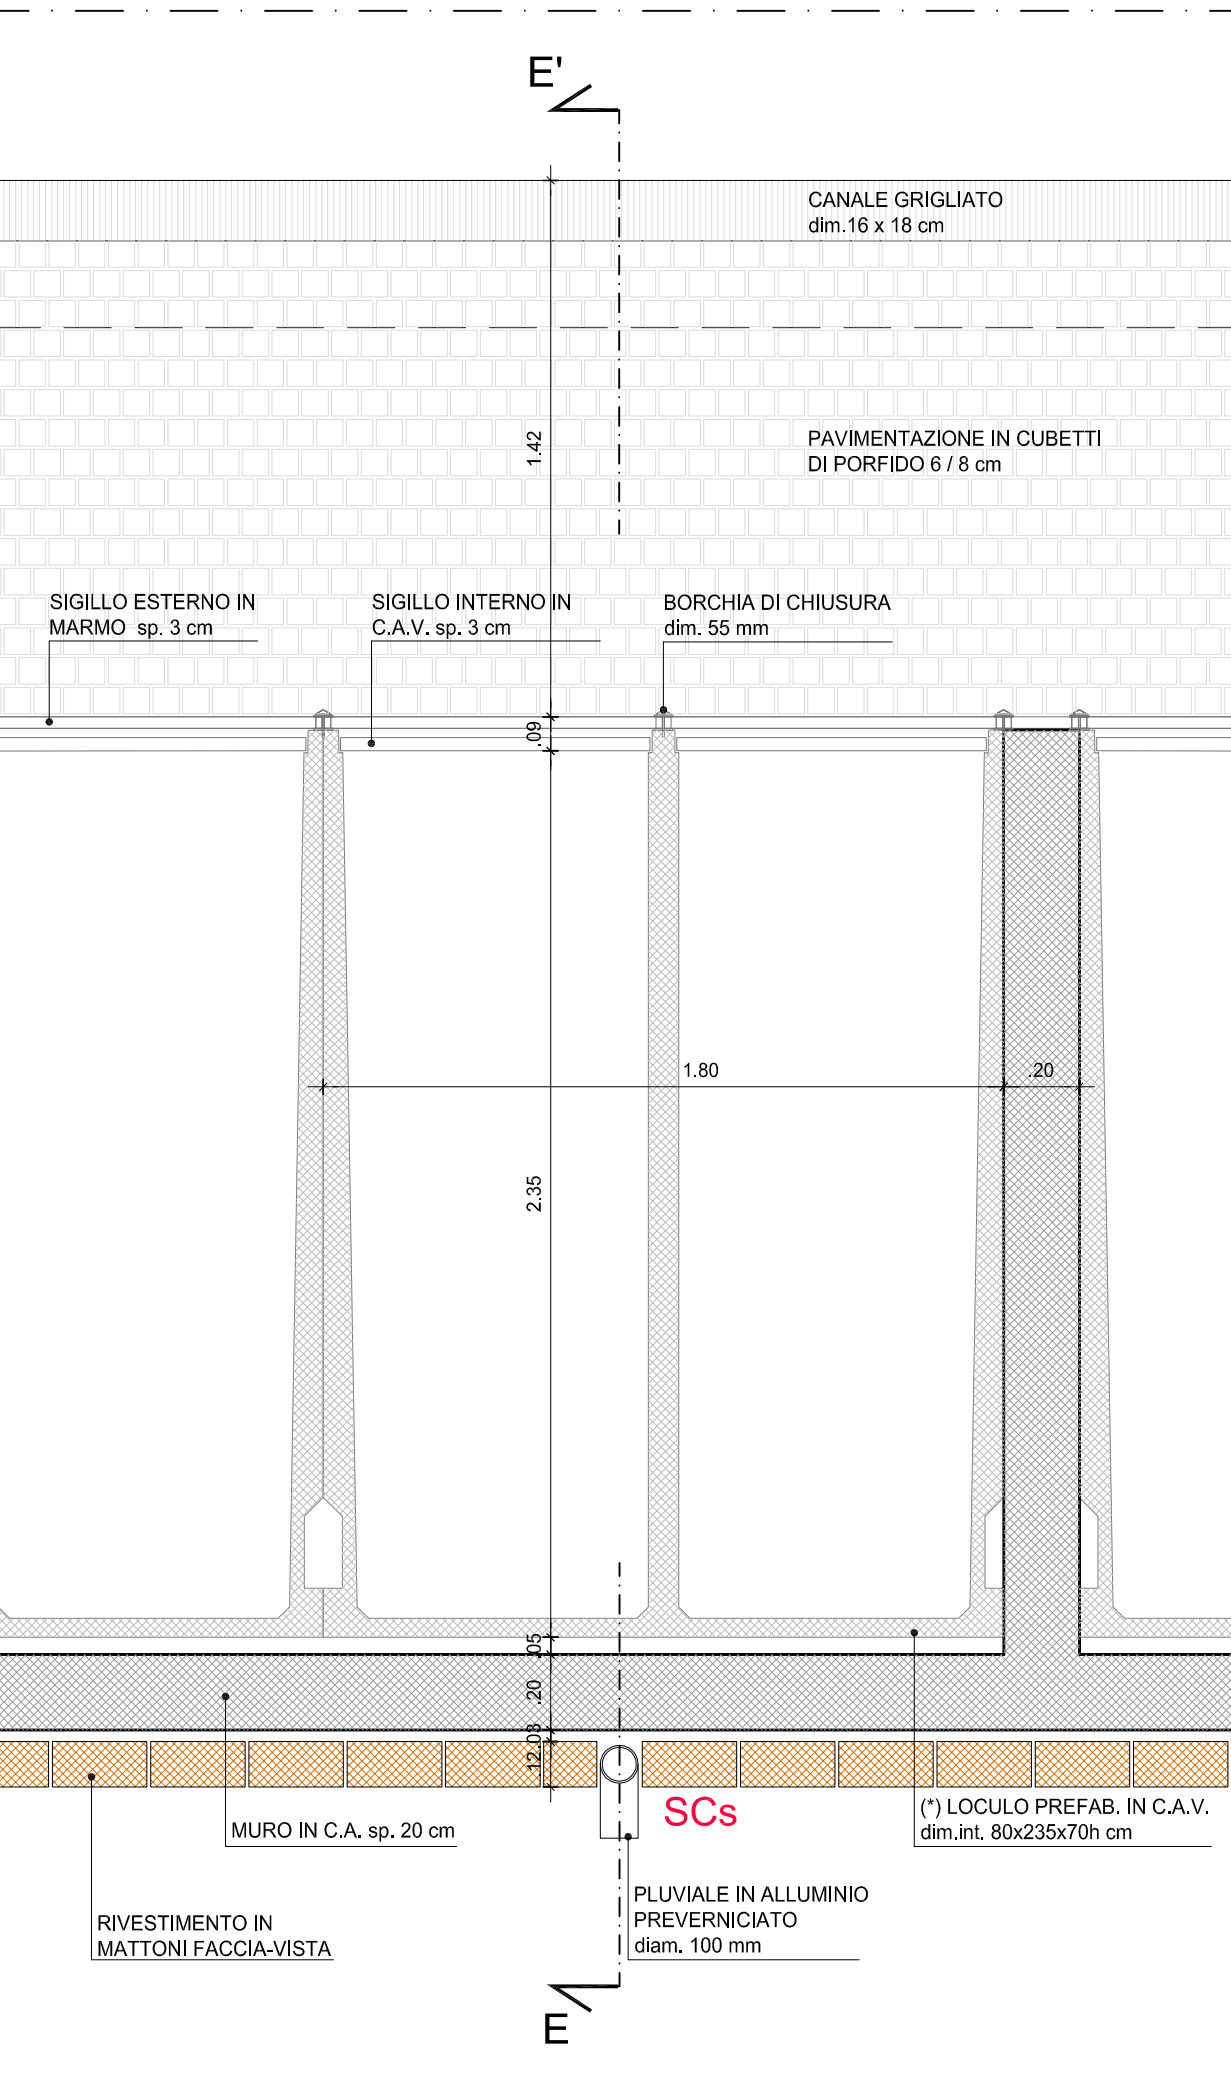 E'
CANALE GRIGLIATO
dim.16 x 18 cm
1.42
PAVIMENTAZIONE IN CUBETTI
DI PORFIDO 6 / 8 cm
SIGILLO ESTERNO IN
MARMO sp. 3 cm
SIGILLO INTERNO IN
C.A.V. sp. 3 cm
BORCHIA DI CHIUSURA
dim. 55 mm
.09
1.80
.20
2.35
.05
.20
.03
.12
SCs
(*) LOCULO PREFAB. IN C.A.V.
dim.int. 80x235x70h cm
MURO IN C.A. sp. 20 cm
PLUVIALE IN ALLUMINIO
PREVERNICIATO
diam. 100 mm
RIVESTIMENTO IN
MATTONI FACCIA-VISTA
E